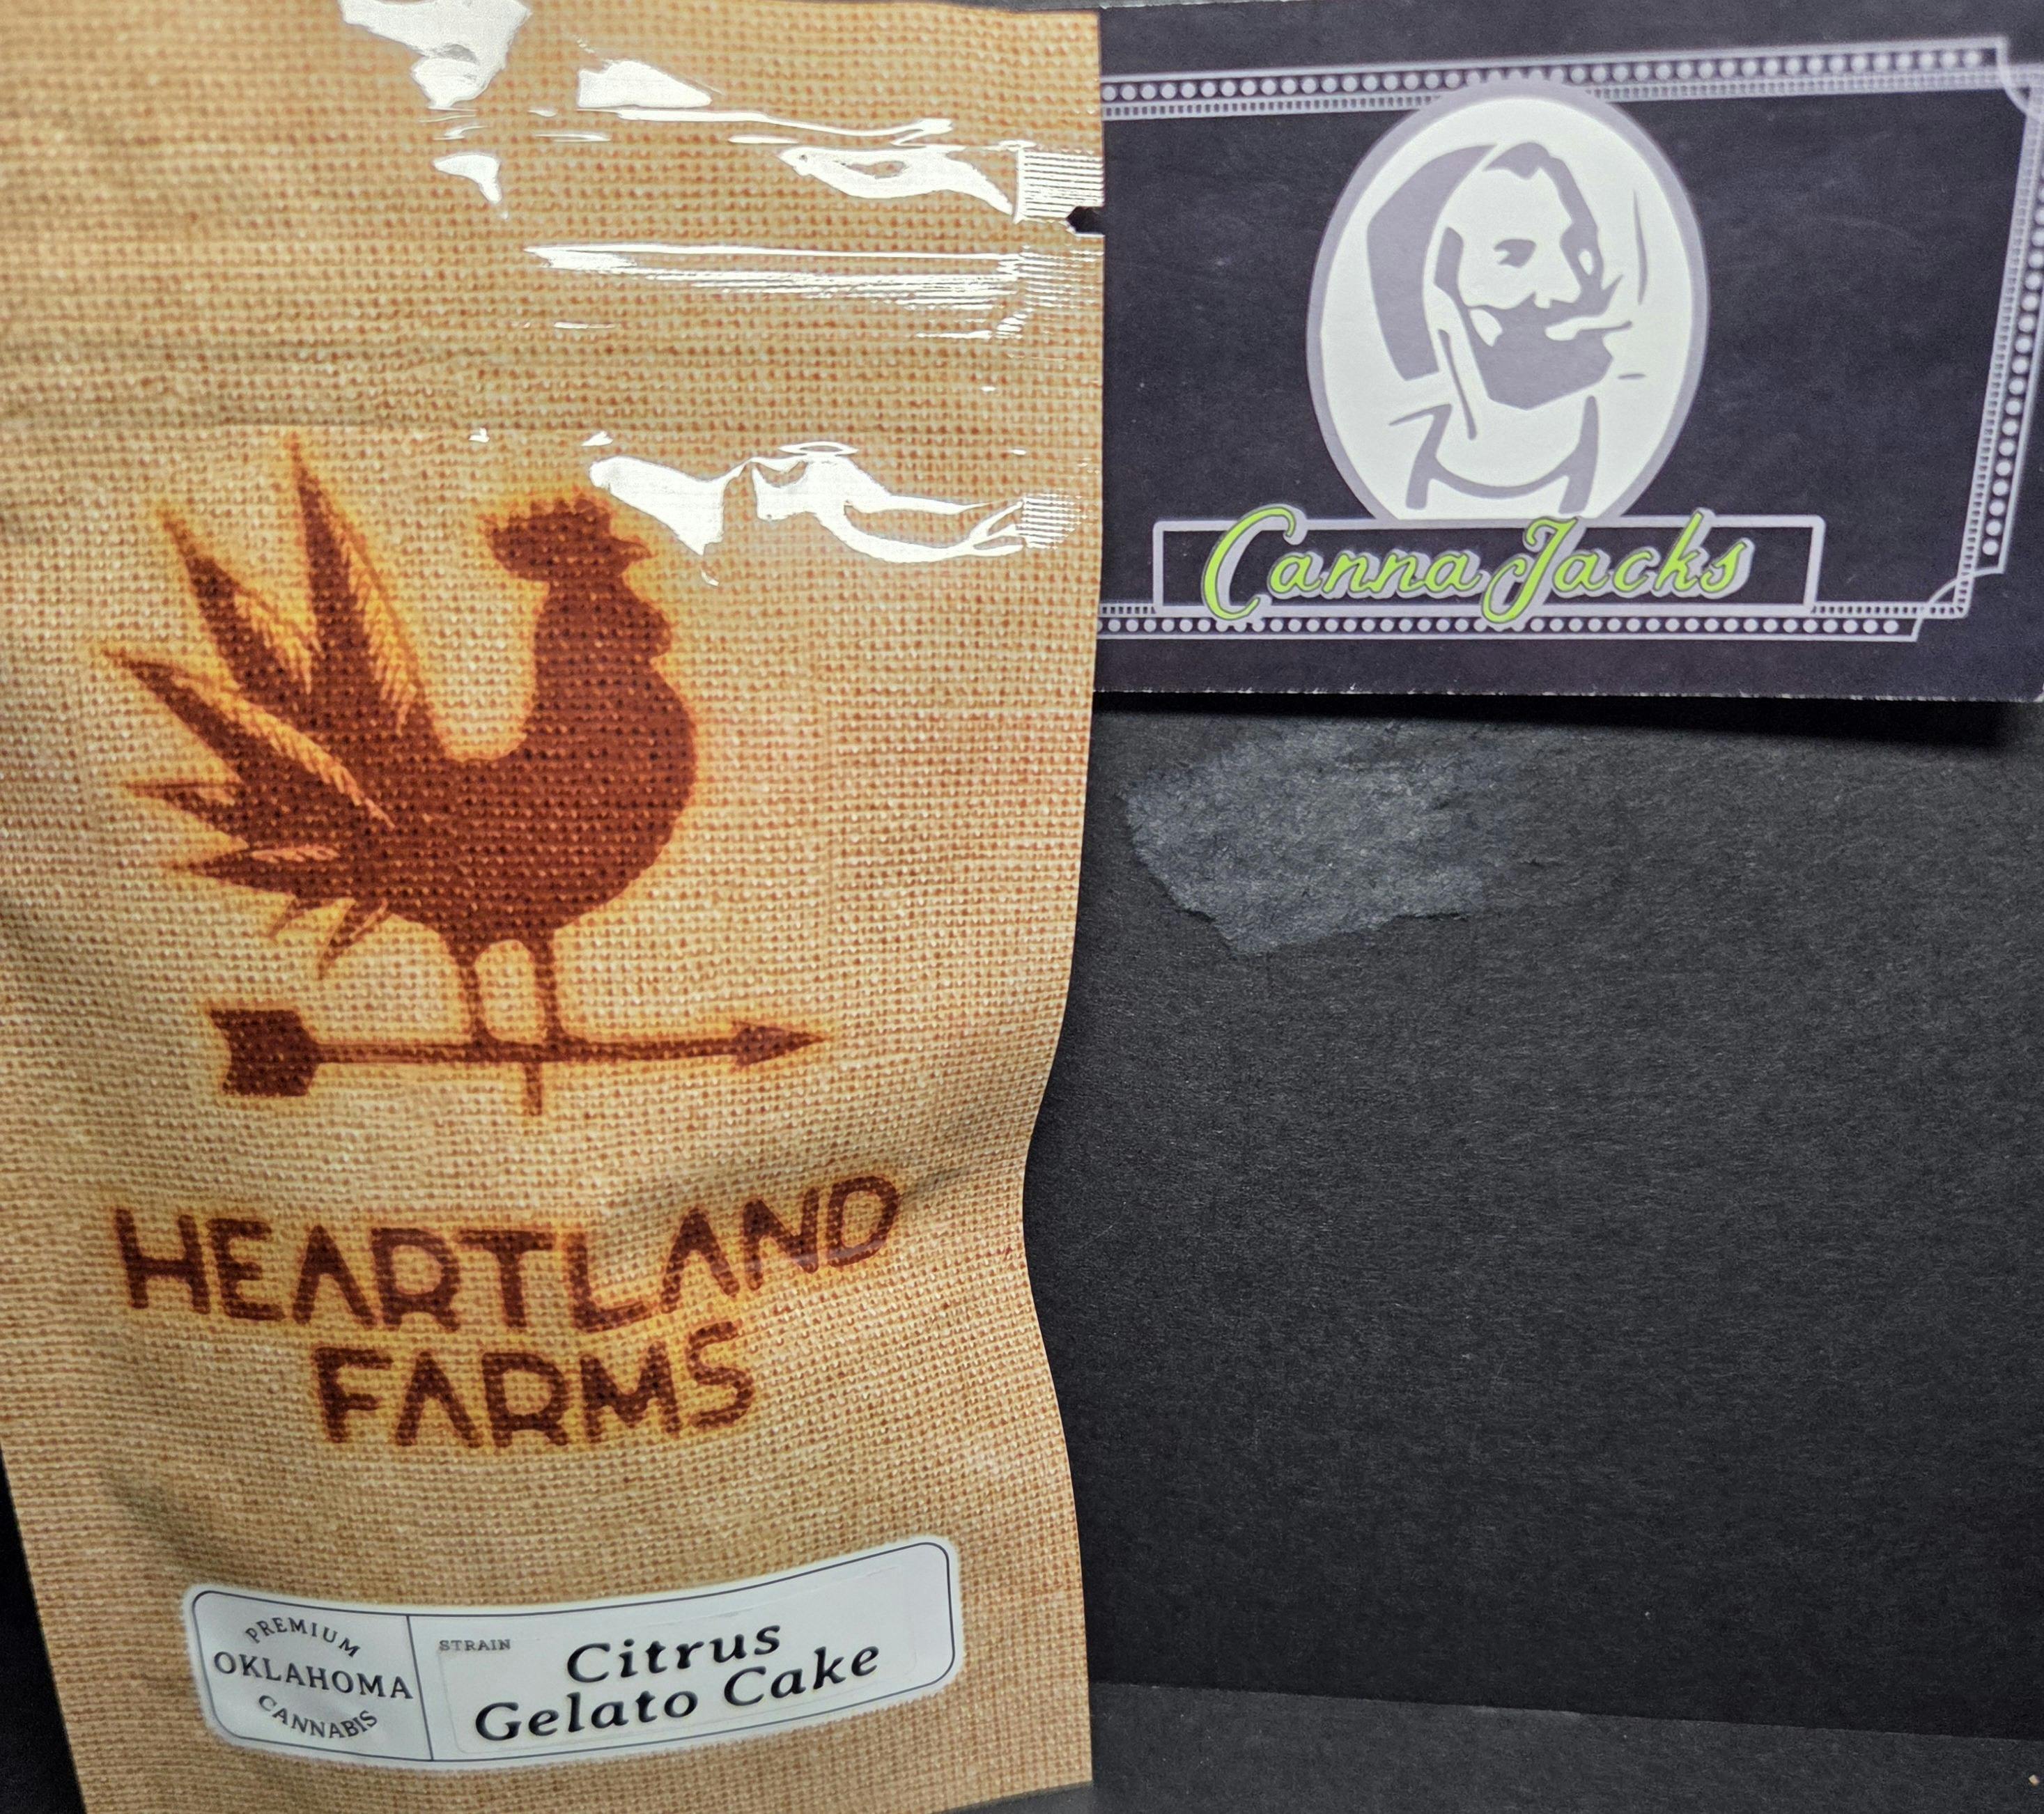 Canna Jacks
HEARTLAND
FARMS
PREMIUM
OKLAHOMA
CANNABIS
STRAIN
Citrus
Gelato Cake